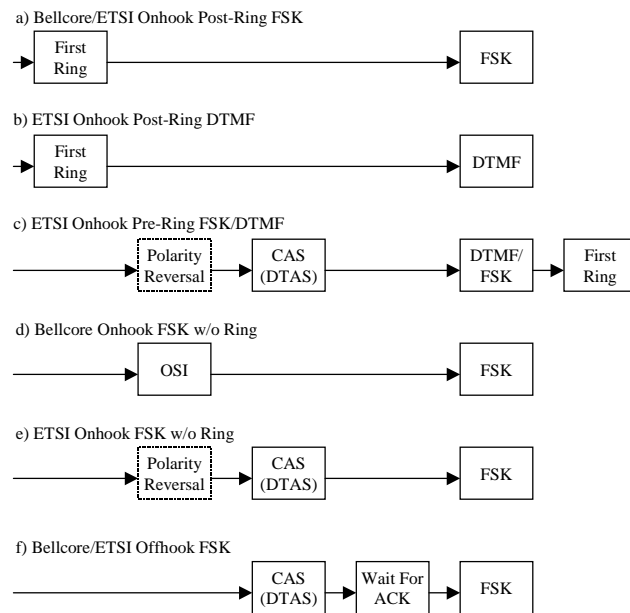 a) Bellcore/ETSI Onhook Post-Ring FSK
First
Ring
FSK
b) ETSI Onhook Post-Ring DTMF
First
Ring
DTMF
c) ETSI Onhook Pre-Ring FSK/DTMF
Polarity
Reversal
CAS
(DTAS)
DTMF/
FSK
First
Ring
d) Bellcore Onhook FSK w/o Ring
OSI
FSK
e) ETSI Onhook FSK w/o Ring
Polarity
Reversal
CAS
(DTAS)
FSK
f) Bellcore/ETSI Offhook FSK
CAS
(DTAS)
Wait For
ACK
FSK